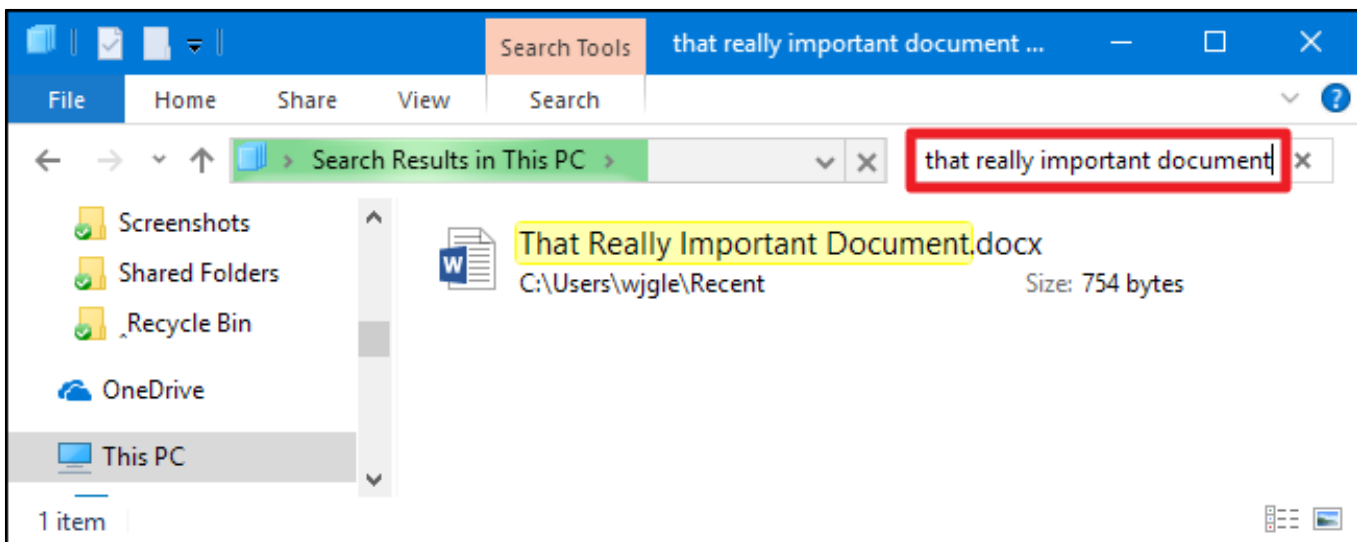 Search Tools that really important document ...
File Home Share View Search
Search Results in This PC that really important document
Screenshots
Shared Folders
_Recycle Bin
OneDrive
This PC
That Really Important Document.docx
C:\Users\wjgle\Recent Size: 754 bytes
1 item